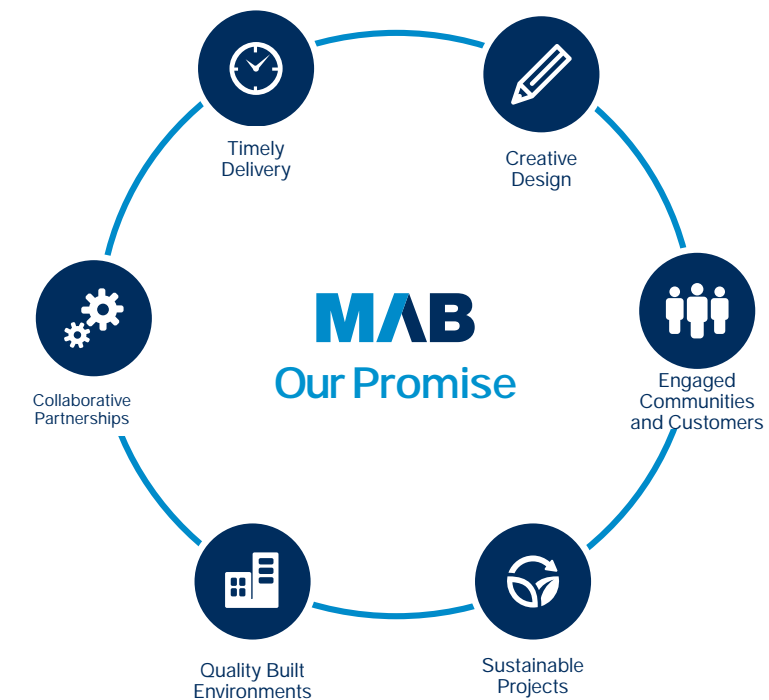 Timely
Delivery
Creative
Design
MAB
Our Promise
Engaged
Communities
and Customers
Collaborative
Partnerships
Quality Built
Environments
Sustainable
Projects